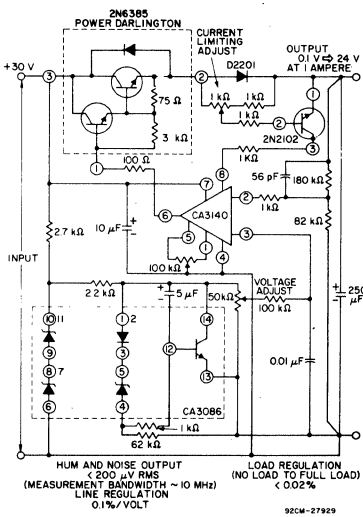 2N6385
POWER DARLINGTON
CURRENT
LIMITING
ADJUST
D2201
OUTPUT
0.1 V ⇨ 24 V
AT 1 AMPERE
+30 V
3
2
1 kΩ
1 kΩ
1
75 Ω
1 kΩ
2
2N2102
3 kΩ
3
1 KΩ
1
100 Ω
8
56 pF
180 kΩ
7
6
CA3140
2
1 kΩ
2.7 kΩ
10 µF
+
−
5
1
4
3
82 kΩ
100 kΩ
INPUT
VOLTAGE
ADJUST
2.2 kΩ
+
−
5 µF
50kΩ
100 kΩ
+
−
250
10
11
1
2
14
9
3
12
0.01 µF
8
7
5
13
6
4
CA3086
1kΩ
62 kΩ
HUM AND NOISE OUTPUT
< 200 µV RMS
(MEASUREMENT BANDWIDTH ~ 10 MHz)
LINE REGULATION
0.1%/VOLT
LOAD REGULATION
(NO LOAD TO FULL LOAD)
< 0.02%
92CM-27929